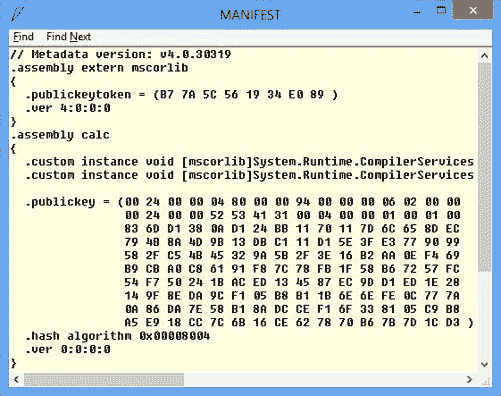 MANIFEST
Find Find Next
// Metadata version: v4.0.30319
.assembly extern mscorlib
{
.publickeytoken = (B7 7A 5C 56 19 34 E0 89 )
.ver 4:0:0:0
}
.assembly calc
{
.custom instance void [mscorlib]System.Runtime.CompilerServices
.custom instance void [mscorlib]System.Runtime.CompilerServices
.publickey = (00 24 00 00 04 80 00 00 94 00 00 00 06 02 00 00
00 24 00 00 52 53 41 31 00 04 00 00 01 00 01 00
83 6D D1 38 0A D1 24 BB 11 70 11 7D 6C 65 8D EC
79 4B 8A 4D 9B 13 DB C1 11 D1 5E 3F E3 77 90 99
58 2F C5 4B 45 32 9A 5B 2F 3E 16 B2 AA 0E F4 69
B9 CB A0 C8 61 91 F8 7C 78 FB 1F 58 B6 72 57 FC
54 F7 50 24 1B AC ED 13 45 87 EC 9D D1 ED 1E 28
14 9F 8E DA 9C F1 05 B8 B1 1B 6E 6E FE 0C 77 7A
0A 86 DA 7E 58 B1 8A DC CE F1 6F 33 81 05 C9 B8
A5 E9 18 CC 7C 6B 16 CE 62 78 70 B6 7B 7D 1C D3 )
.hash algorithm 0x00008004
.ver 0:0:0:0
}